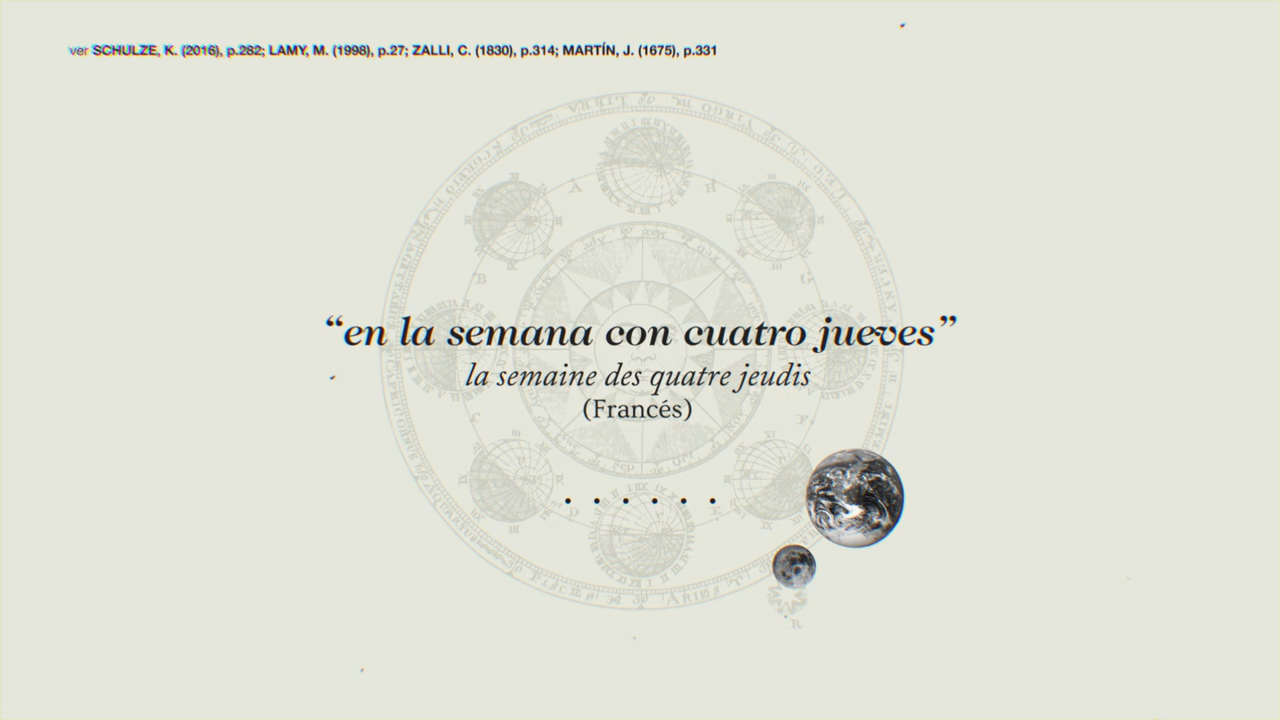 ver SCHULZE, K. (2016), p.282; LAMY, M. (1998), p.27; ZALLI, C. (1830), p.314; MARTÍN, J. (1675), p.331
“en la semana con cuatro jueves”
la semaine des quatre jeudis
(Francés)